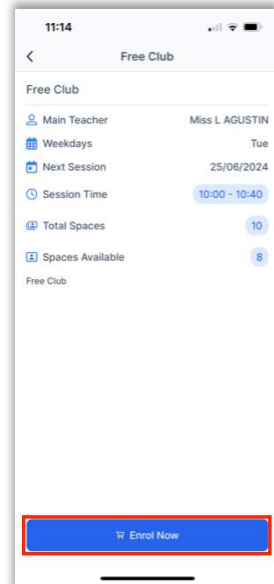 11:14
Free Club
Free Club
Main Teacher Miss L AGUSTIN
Weekdays Tue
Next Session 25/06/2024
Session Time 10:00 - 10:40
Total Spaces 10
Spaces Available 8
Free Club
Enrol Now